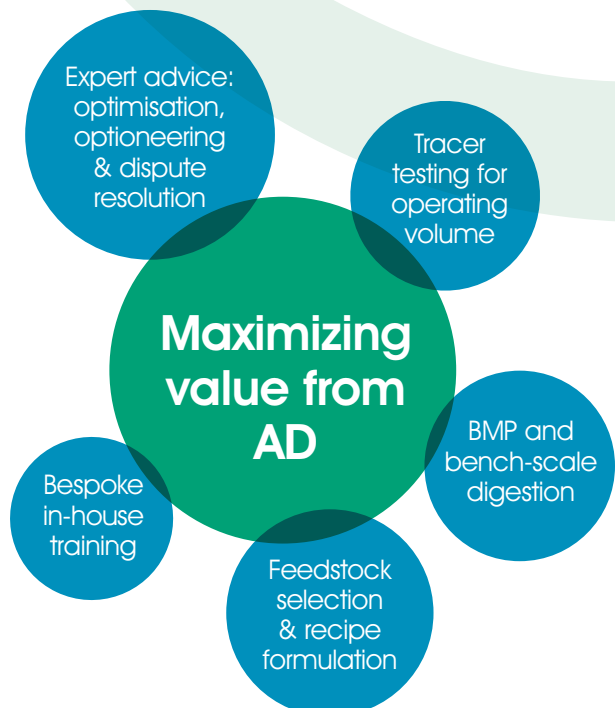 Expert advice:
optimisation,
optioneering
& dispute
resolution
Tracer
testing for
operating
volume
Maximizing
value from
AD
BMP and
bench-scale
digestion
Bespoke
in-house
training
Feedstock
selection
& recipe
formulation